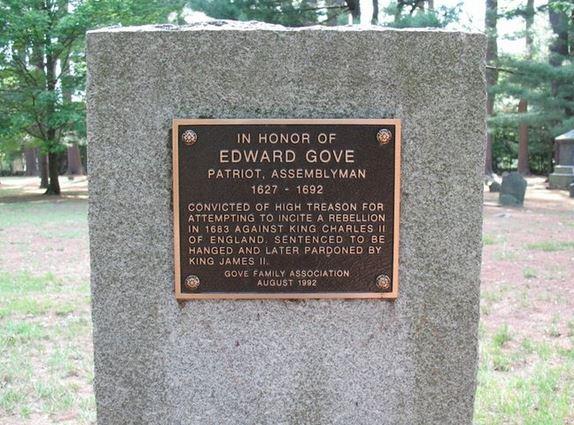 IN HONOR OF
EDWARD GOVE
PATRIOT, ASSEMBLYMAN
1627 - 1692
CONVICTED OF HIGH TREASON FOR
ATTEMPTING TO INCITE A REBELLION
IN 1683 AGAINST KING CHARLES II
OF ENGLAND. SENTENCED TO BE
HANGED AND LATER PARDONED BY
KING JAMES II.
GOVE FAMILY ASSOCIATION
AUGUST 1992